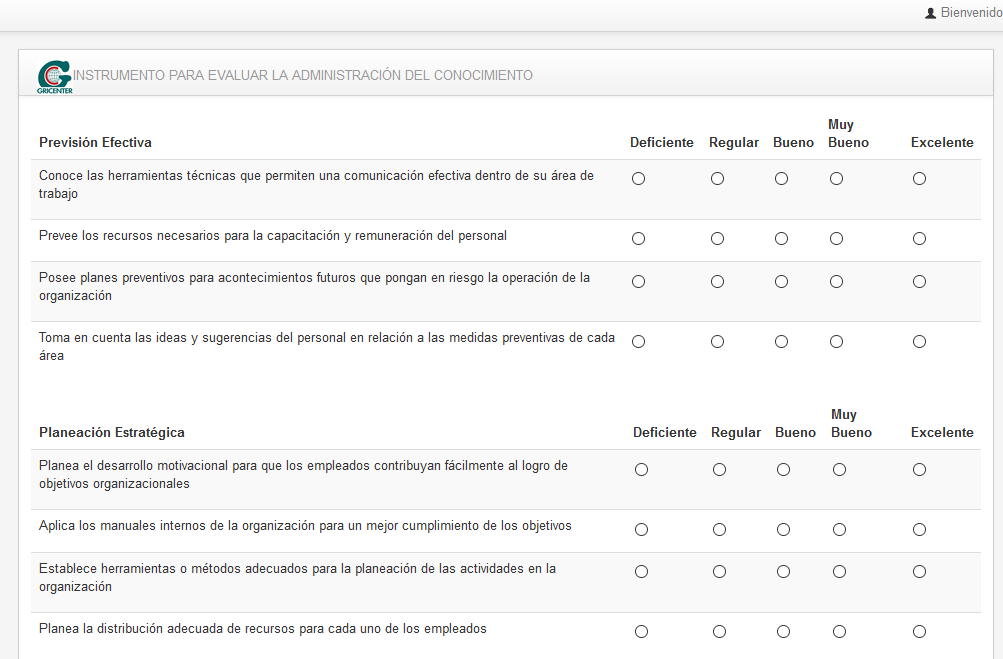 Bienvenido
GRICENTER
INSTRUMENTO PARA EVALUAR LA ADMINISTRACIÓN DEL CONOCIMIENTO
Previsión Efectiva Deficiente Regular Bueno Muy Bueno Excelente
Conoce las herramientas técnicas que permiten una comunicación efectiva dentro de su área de
trabajo
Prevee los recursos necesarios para la capacitación y remuneración del personal
Posee planes preventivos para acontecimientos futuros que pongan en riesgo la operación de la
organización
Toma en cuenta las ideas y sugerencias del personal en relación a las medidas preventivas de cada
área
Planeación Estratégica Deficiente Regular Bueno Muy Bueno Excelente
Planea el desarrollo motivacional para que los empleados contribuyan fácilmente al logro de
objetivos organizacionales
Aplica los manuales internos de la organización para un mejor cumplimiento de los objetivos
Establece herramientas o métodos adecuados para la planeación de las actividades en la
organización
Planea la distribución adecuada de recursos para cada uno de los empleados